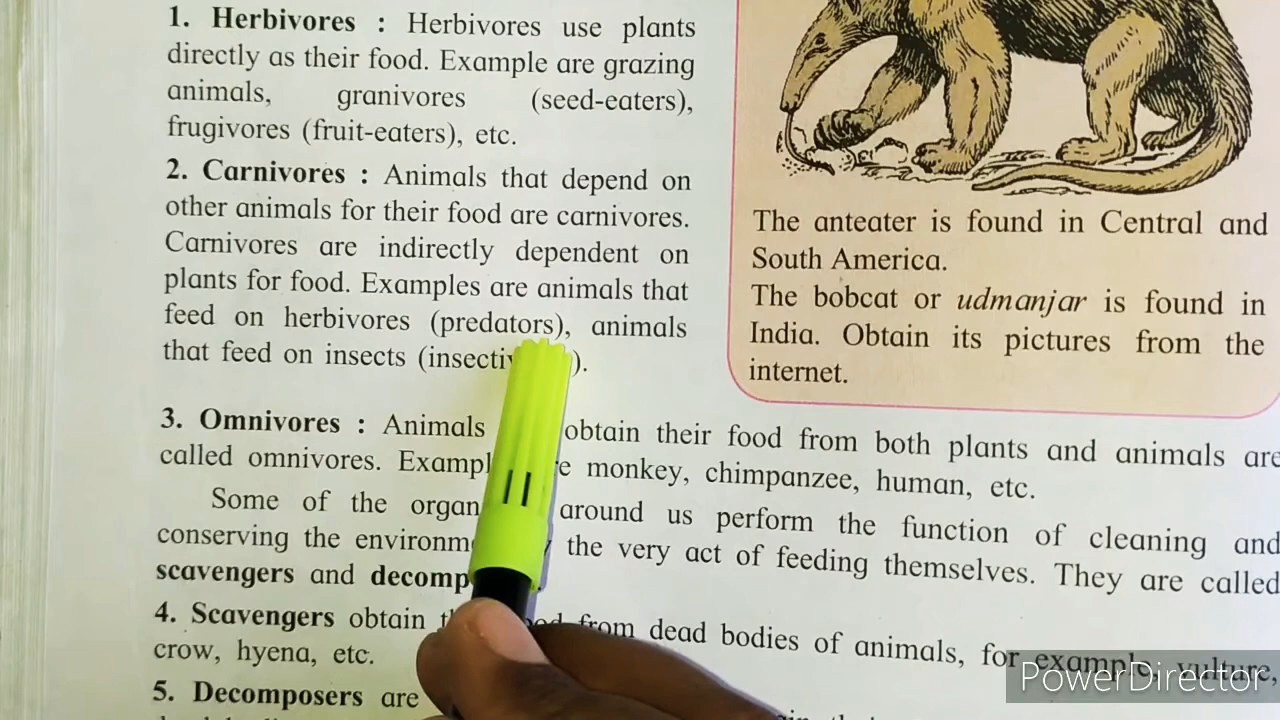 1. Herbivores : Herbivores use plants
directly as their food. Example are grazing
animals, granivores (seed-eaters),
frugivores (fruit-eaters), etc.
2. Carnivores : Animals that depend on
other animals for their food are carnivores.
Carnivores are indirectly dependent on
plants for food. Examples are animals that
feed on herbivores (predators), animals
that feed on insects
The anteater is found in Central and
South America.
The bobcat or udmanjar is found in
India. Obtain its pictures from the
internet.
3. Omnivores : Animals obtain their food from both plants and animals are
called omnivores. monkey, chimpanzee, human, etc.
Some of the around us perform the function of cleaning and
conserving the the very act of feeding themselves. They are called
scavengers and
4. Scavengers obtain from dead bodies of animals, for example, vulture,
crow, hyena, etc.
5. Decomposers are
PowerDirector